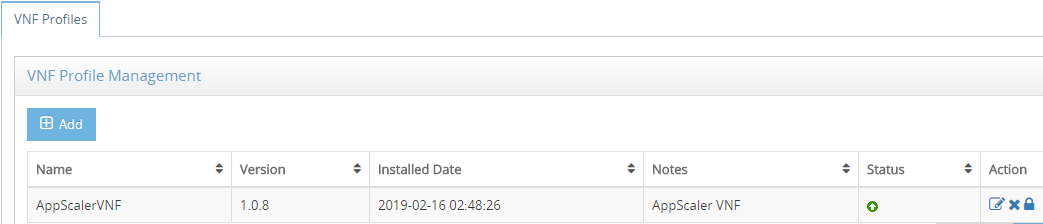 VNF Profiles
VNF Profile Management
Add
Name Version Installed Date Notes Status Action
AppScalerVNF 1.0.8 2019-02-16 02:48:26 AppScaler VNF